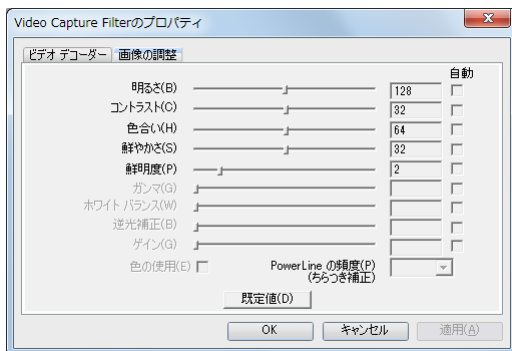 Video Capture Filterのプロパティ
ビデオ デコーダー 画像の調整
自動
明るさ(B) 128
コントラスト(C) 32
色合い(H) 64
鮮やかさ(S) 32
鮮明度(P) 2
ガンマ(G)
ホワイト バランス(W)
逆光補正(B)
ゲイン(G)
色の使用(E) PowerLine の頻度(P)
(ちらつき補正)
既定値(D)
OK キャンセル 適用(A)